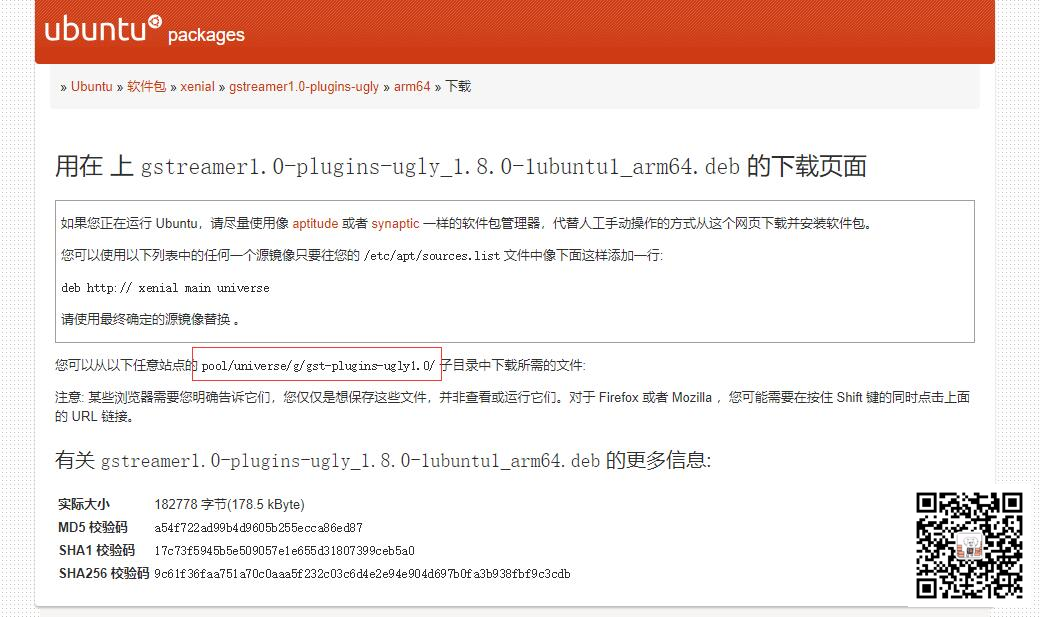 ubuntu packages
» Ubuntu » 软件包 » xenial » gstreamer1.0-plugins-ugly » arm64 » 下载
用在 上 gstreamer1.0-plugins-ugly_1.8.0-1ubuntu1_arm64.deb 的下载页面
如果您正在运行 Ubuntu，请尽量使用像 aptitude 或者 synaptic 一样的软件包管理器，代替人工手动操作的方式从这个网页下载并安装软件包。
您可以使用以下列表中的任何一个源镜像只要往您的 /etc/apt/sources.list 文件中像下面这样添加一行:
deb http:// xenial main universe
请使用最终确定的源镜像替换 。
您可以从以下任意站点的 pool/universe/g/gst-plugins-ugly1.0/ 子目录中下载所需的文件:
注意: 某些浏览器需要您明确告诉它们，您仅仅是想保存这些文件，并非查看或运行它们。对于 Firefox 或者 Mozilla ，您可能需要在按住 Shift 键的同时点击上面
的 URL 链接。
有关 gstreamer1.0-plugins-ugly_1.8.0-1ubuntu1_arm64.deb 的更多信息:
实际大小 182778 字节(178.5 kByte)
MD5 校验码 a54f722ad99b4d9605b255ecca86ed87
SHA1 校验码 17c73f5945b5e509057e1e655d31807399ceb5a0
SHA256 校验码 9c61f36faa751a70c0aaa5f232c03c6d4e2e94e904d697b0fa3b938fbf9c3cdb